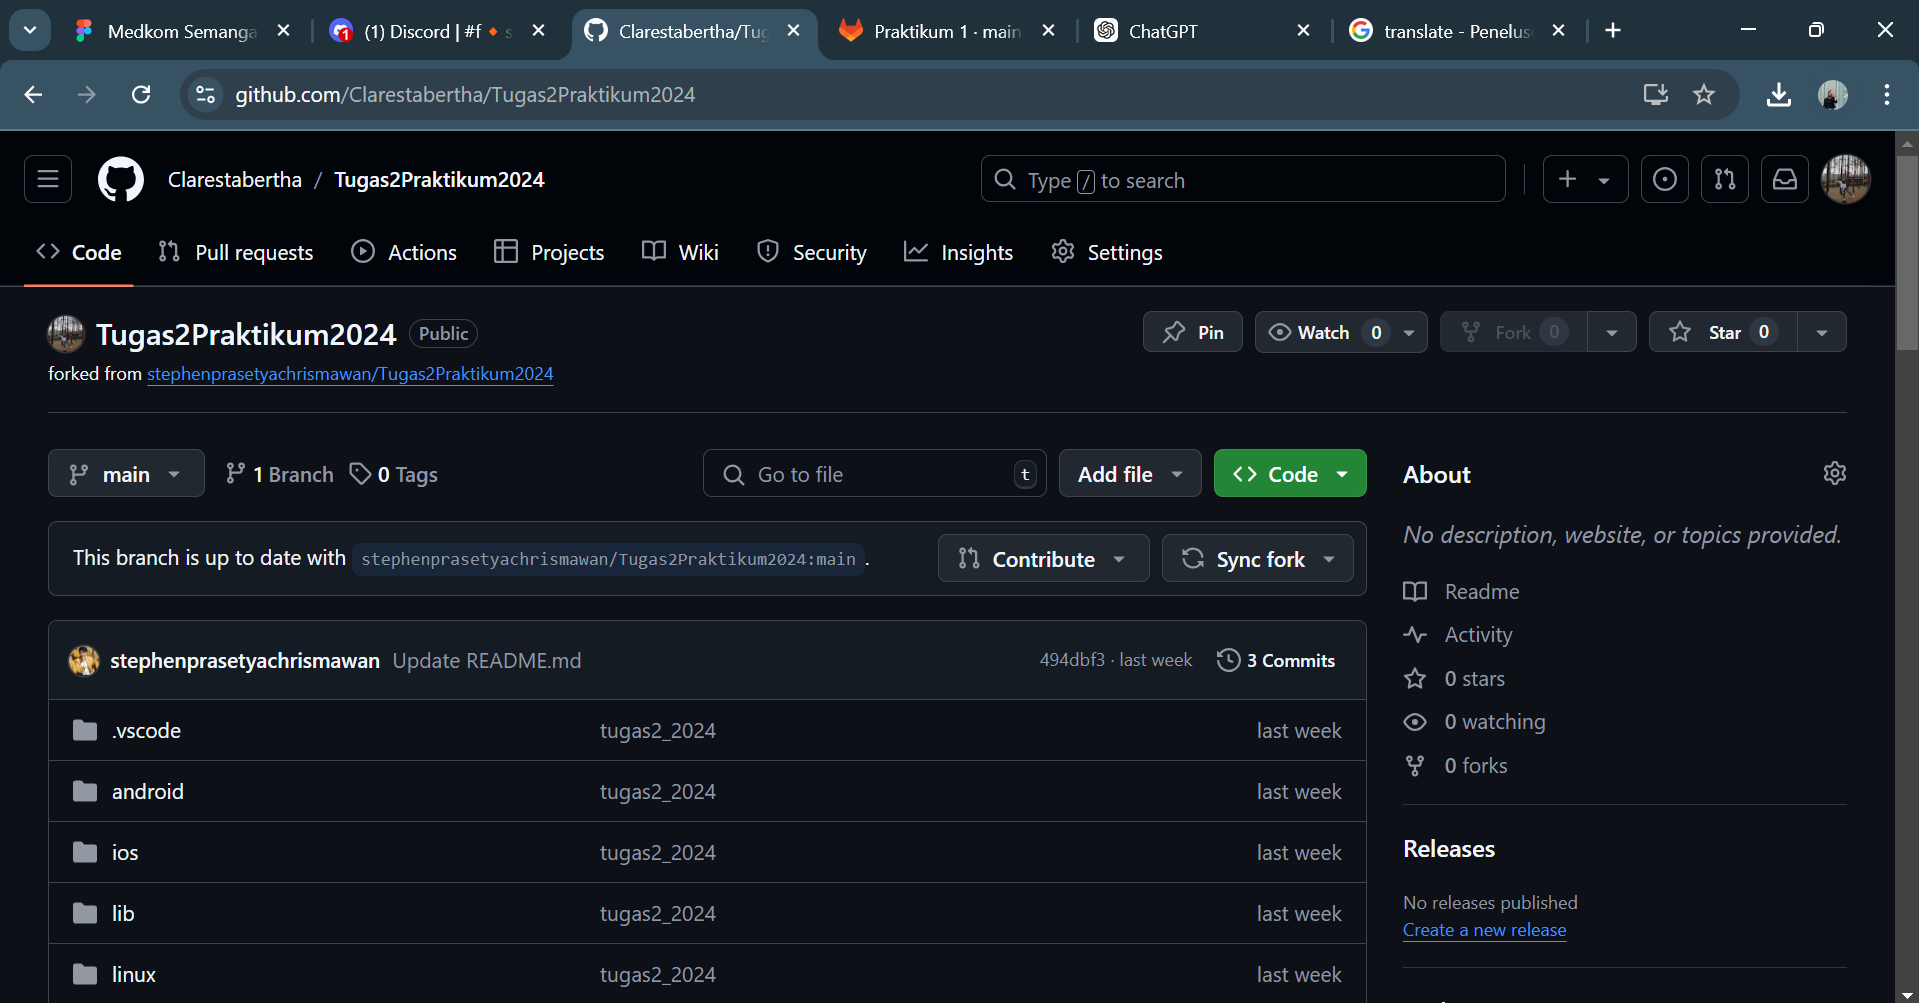 Medkom Semanga
(1) Discord | #f
Clarestabertha/Tug
Praktikum 1 · main
ChatGPT
translate - Penelus
github.com/Clarestabertha/Tugas2Praktikum2024
Clarestabertha / Tugas2Praktikum2024
Type / to search
Code
Pull requests
Actions
Projects
Wiki
Security
Insights
Settings
Tugas2Praktikum2024 Public
Pin
Watch 0
Fork 0
Star 0
forked from stephenprasetyachrismawan/Tugas2Praktikum2024
main
1 Branch
0 Tags
Go to file t
Add file
Code
This branch is up to date with stephenprasetyachrismawan/Tugas2Praktikum2024:main .
Contribute
Sync fork
stephenprasetyachrismawan Update README.md 494dbf3 · last week 3 Commits
.vscode tugas2_2024 last week
android tugas2_2024 last week
ios tugas2_2024 last week
lib tugas2_2024 last week
linux tugas2_2024 last week
About
No description, website, or topics provided.
Readme
Activity
0 stars
0 watching
0 forks
Releases
No releases published
Create a new release